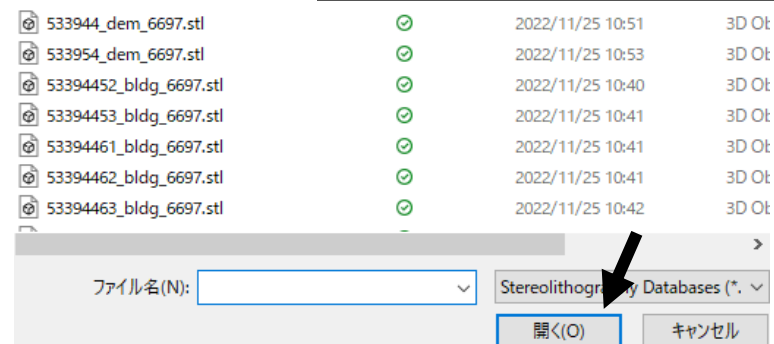 533944_dem_6697.stl 2022/11/25 10:51 3D Ob
533954_dem_6697.stl 2022/11/25 10:53 3D Ob
53394452_bldg_6697.stl 2022/11/25 10:40 3D Ob
53394453_bldg_6697.stl 2022/11/25 10:41 3D Ob
53394461_bldg_6697.stl 2022/11/25 10:41 3D Ob
53394462_bldg_6697.stl 2022/11/25 10:41 3D Ob
53394463_bldg_6697.stl 2022/11/25 10:42 3D Ob
ファイル名(N): Databases (*.
開く(O) キャンセル